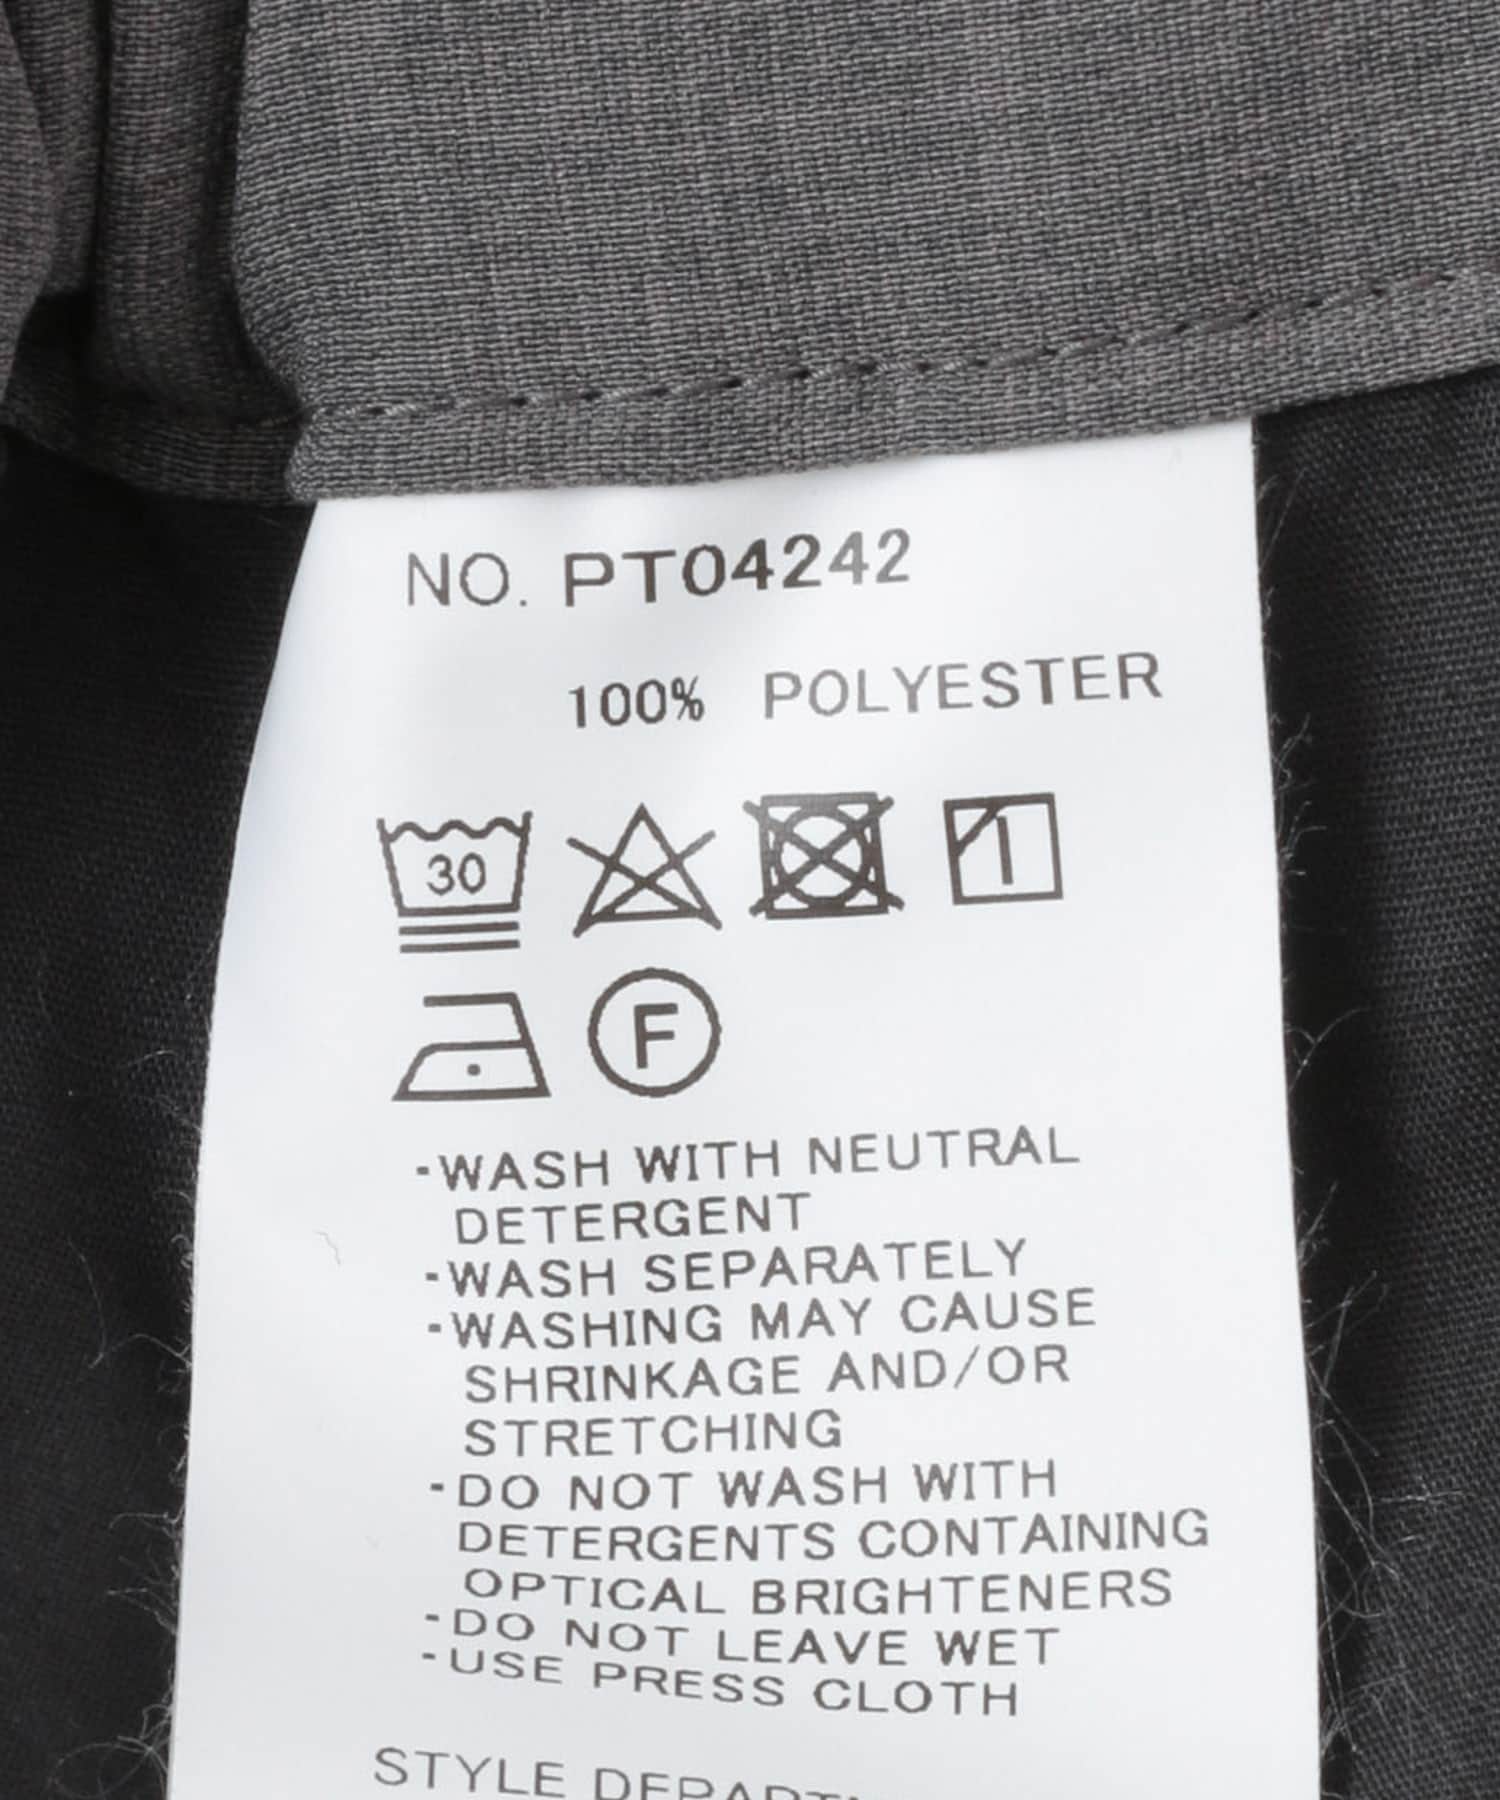 NO. PT04242
100% POLYESTER
30
F
-WASH WITH NEUTRAL
DETERGENT
-WASH SEPARATELY
-WASHING MAY CAUSE
SHRINKAGE AND/OR
STRETCHING
-DO NOT WASH WITH
DETERGENTS CONTAINING
OPTICAL BRIGHTENERS
-DO NOT LEAVE WET
-USE PRESS CLOTH
STYLE